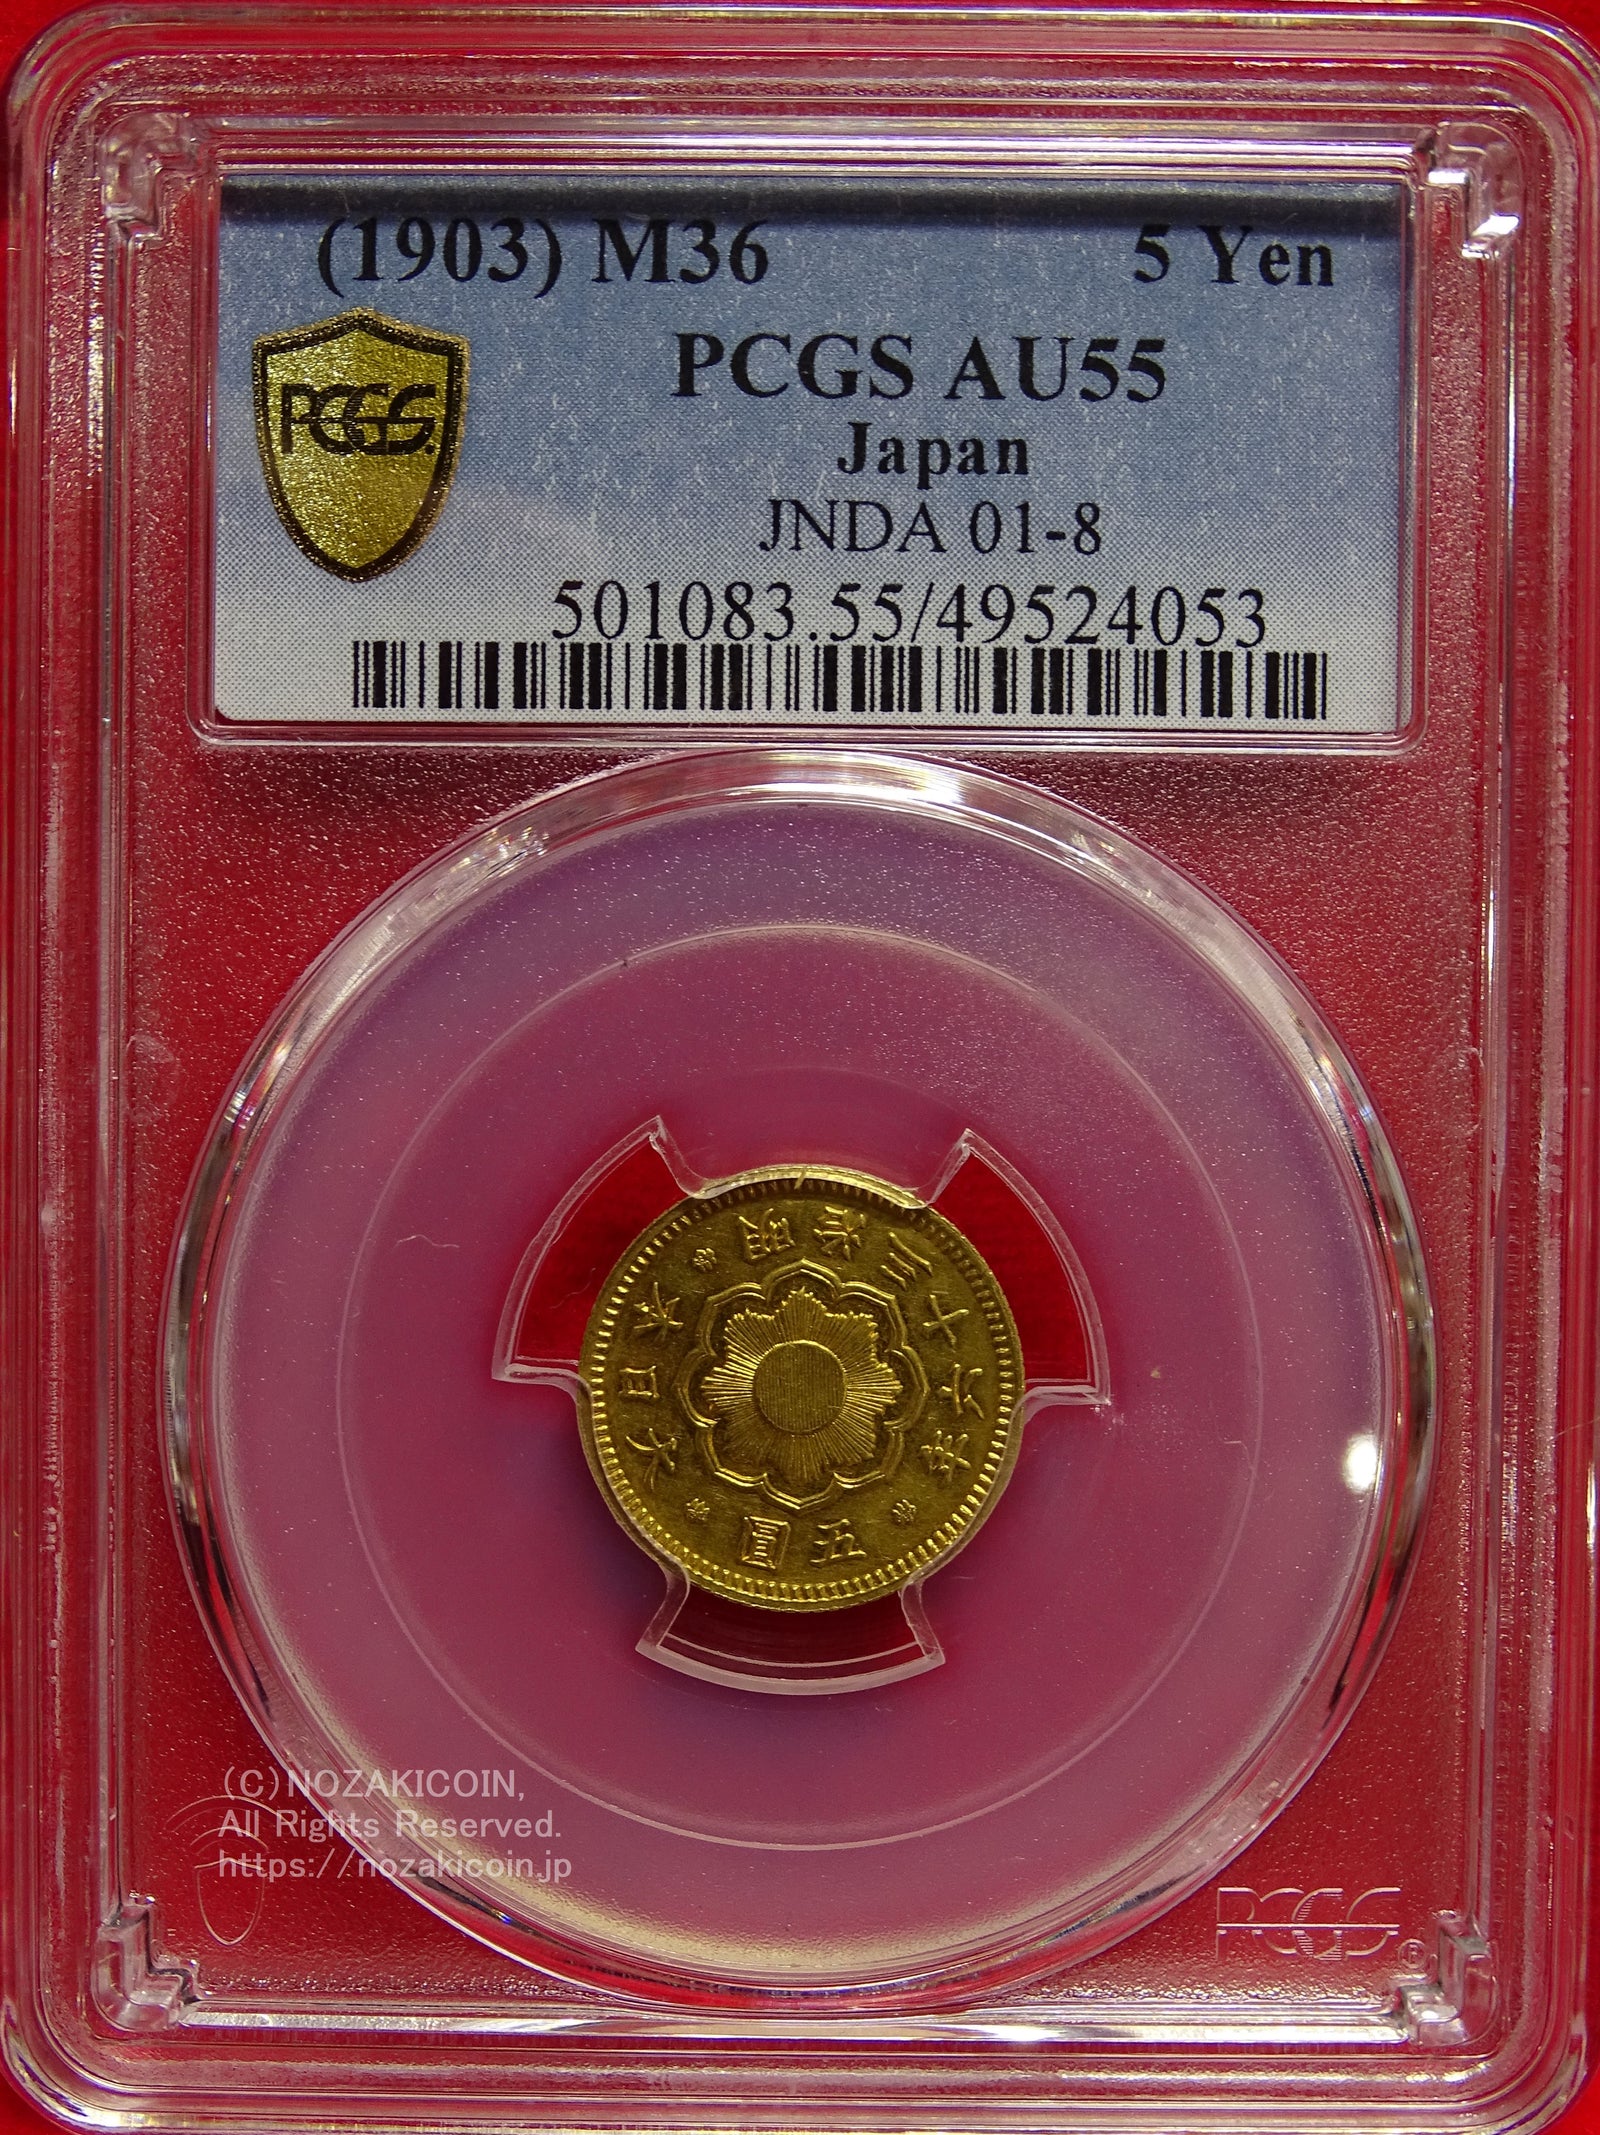 (1903) M36 5 Yen
PCGS AU55
PCGS
Japan
JNDA 01-8
501083.55/49524053
大日本
明治三十六年
五圓
(C)NOZAKICOIN,
All Rights Reserved.
https://nozakicoin.jp
PCGS®